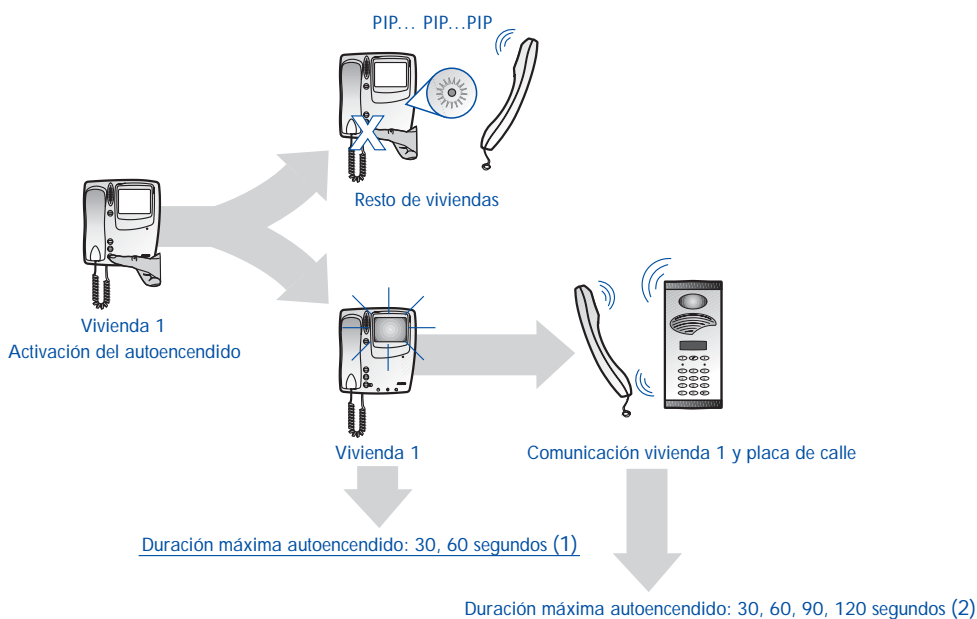 PIP... PIP...PIP
Resto de viviendas
Vivienda 1
Activación del autoencendido
Vivienda 1
Comunicación vivienda 1 y placa de calle
Duración máxima autoencendido: 30, 60 segundos (1)
Duración máxima autoencendido: 30, 60, 90, 120 segundos (2)